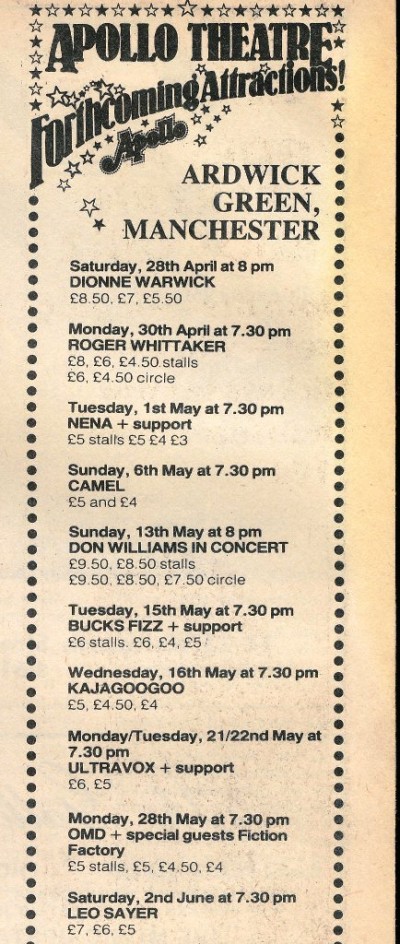 APOLLO THEATRE
Forthcoming Attractions!
Apollo
ARDWICK
GREEN,
MANCHESTER
Saturday, 28th April at 8 pm
DIONNE WARWICK
£8.50, £7, £5.50
Monday, 30th April at 7.30 pm
ROGER WHITTAKER
£8, £6, £4.50 stalls
£6, £4.50 circle
Tuesday, 1st May at 7.30 pm
NENA + support
£5 stalls £5 £4 £3
Sunday, 6th May at 7.30 pm
CAMEL
£5 and £4
Sunday, 13th May at 8 pm
DON WILLIAMS IN CONCERT
£9.50, £8.50 stalls
£9.50, £8.50, £7.50 circle
Tuesday, 15th May at 7.30 pm
BUCKS FIZZ + support
£6 stalls. £6, £4, £5
Wednesday, 16th May at 7.30 pm
KAJAGOOGOO
£5, £4.50, £4
Monday/Tuesday, 21/22nd May at
7.30 pm
ULTRAVOX + support
£6, £5
Monday, 28th May at 7.30 pm
OMD + special guests Fiction
Factory
£5 stalls, £5, £4.50, £4
Saturday, 2nd June at 7.30 pm
LEO SAYER
£7, £6, £5